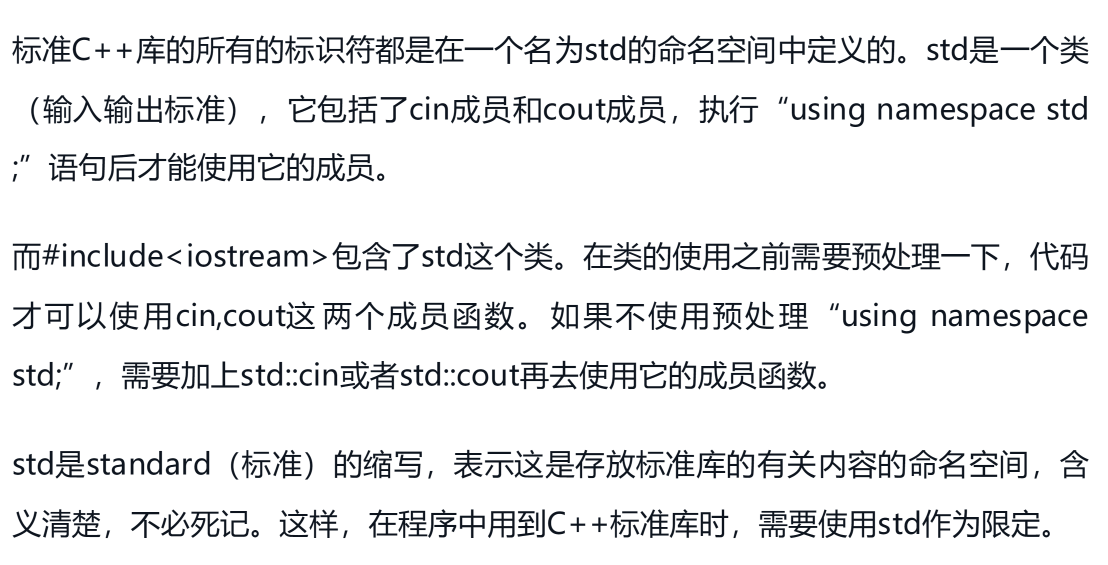 标准C++库的所有的标识符都是在一个名为std的命名空间中定义的。std是一个类
（输入输出标准），它包括了cin成员和cout成员，执行“using namespace std
;”语句后才能使用它的成员。
而#include<iostream>包含了std这个类。在类的使用之前需要预处理一下，代码
才可以使用cin,cout这两个成员函数。如果不使用预处理“using namespace
std;”，需要加上std::cin或者std::cout再去使用它的成员函数。
std是standard（标准）的缩写，表示这是存放标准库的有关内容的命名空间，含
义清楚，不必死记。这样，在程序中用到C++标准库时，需要使用std作为限定。